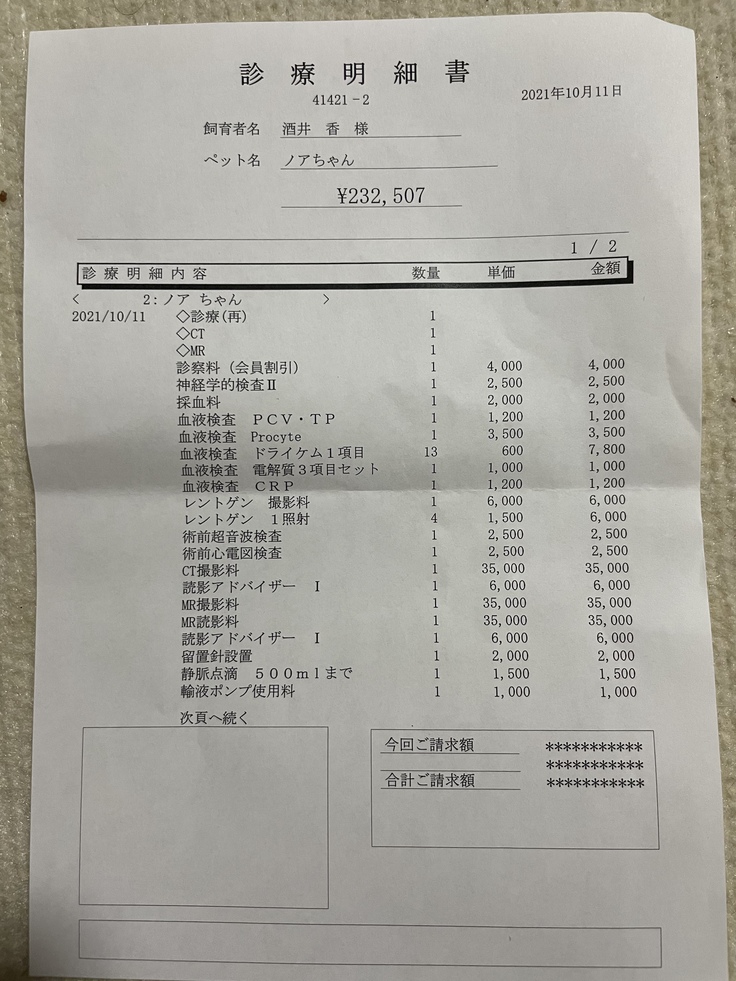 診療明細書
41421-2
2021年10月11日
飼育者名 酒井 香 様
ペット名 ノアちゃん
¥232,507
1 / 2
診療明細内容 数量 単価 金額
< 2:ノア ちゃん >
2021/10/11 ◇診療(再) 1
◇CT 1
◇MR 1
診察料(会員割引) 1 4,000 4,000
神経学的検査Ⅱ 1 2,500 2,500
採血料 1 2,000 2,000
血液検査 PCV・TP 1 1,200 1,200
血液検査 Procyte 1 3,500 3,500
血液検査 ドライケム1項目 13 600 7,800
血液検査 電解質3項目セット 1 1,000 1,000
血液検査 CRP 1 1,200 1,200
レントゲン 撮影料 1 6,000 6,000
レントゲン 1照射 4 1,500 6,000
術前超音波検査 1 2,500 2,500
術前心電図検査 1 2,500 2,500
CT撮影料 1 35,000 35,000
読影アドバイザー Ⅰ 1 6,000 6,000
MR撮影料 1 35,000 35,000
MR読影料 1 35,000 35,000
読影アドバイザー Ⅰ 1 6,000 6,000
留置針設置 1 2,000 2,000
静脈点滴 500mlまで 1 1,500 1,500
輸液ポンプ使用料 1 1,000 1,000
次頁へ続く
今回ご請求額 ***********
***********
合計ご請求額 ***********